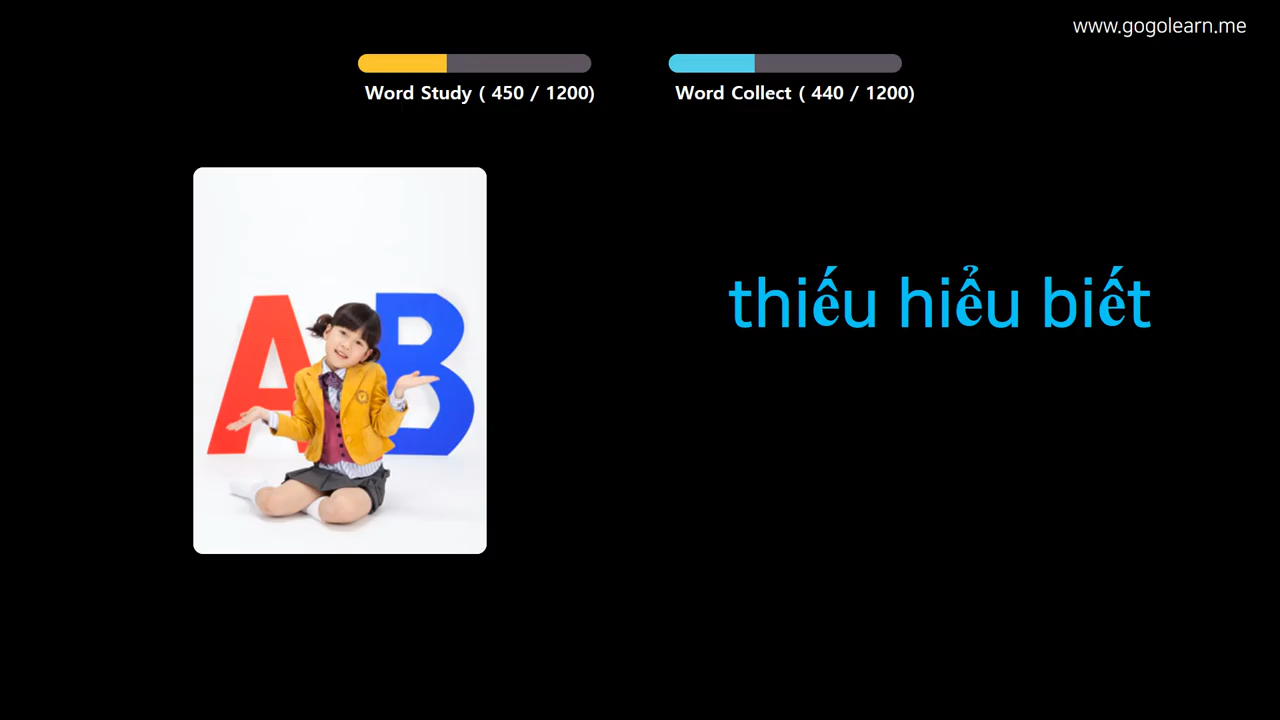 www.gogolearn.me
Word Study ( 450 / 1200)
Word Collect ( 440 / 1200)
A B
thiếu hiểu biết